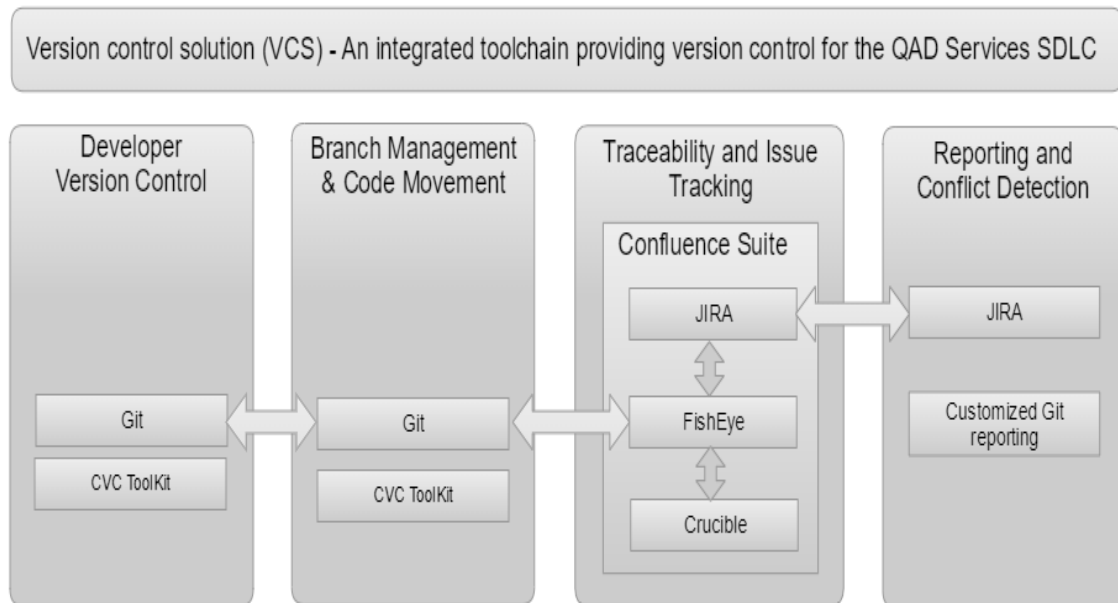 Version control solution (VCS) - An integrated toolchain providing version control for the QAD Services SDLC
Developer
Version Control
Git
CVC ToolKit
Branch Management
& Code Movement
Git
CVC ToolKit
Traceability and Issue
Tracking
Confluence Suite
JIRA
FishEye
Crucible
Reporting and
Conflict Detection
JIRA
Customized Git
reporting